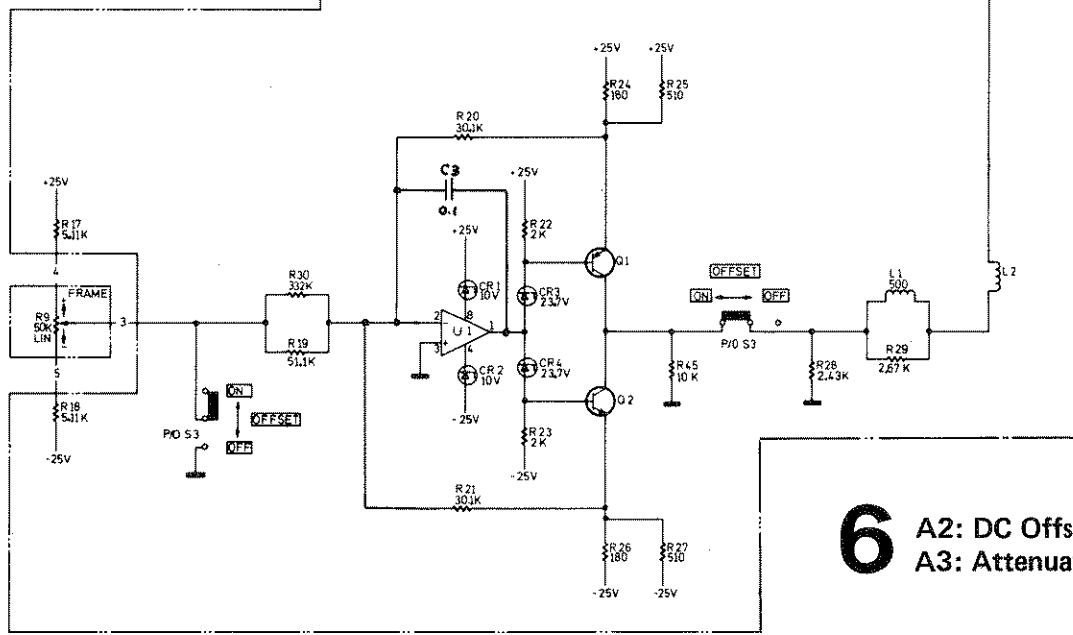 +25V
+25V
R24
180
R25
510
R20
30.1K
C3
0.1
+25V
+25V
+25V
R17
5.11K
R22
2K
4
FRAME
R9
50K
LIN
3
5
R30
332K
R19
51.1K
CR1
10V
8
2
U1
1
3
4
CR2
10V
-25V
CR3
23.7V
CR4
23.7V
Q1
Q2
OFFSET
ON
OFF
P/O S3
R45
10K
R28
2.43K
L1
500
R29
2.67K
L2
R18
5.11K
-25V
P/O S3
ON
OFFSET
OFF
R23
2K
-25V
R21
30.1K
R26
180
R27
510
-25V
-25V
6
A2: DC Offs
A3: Attenua